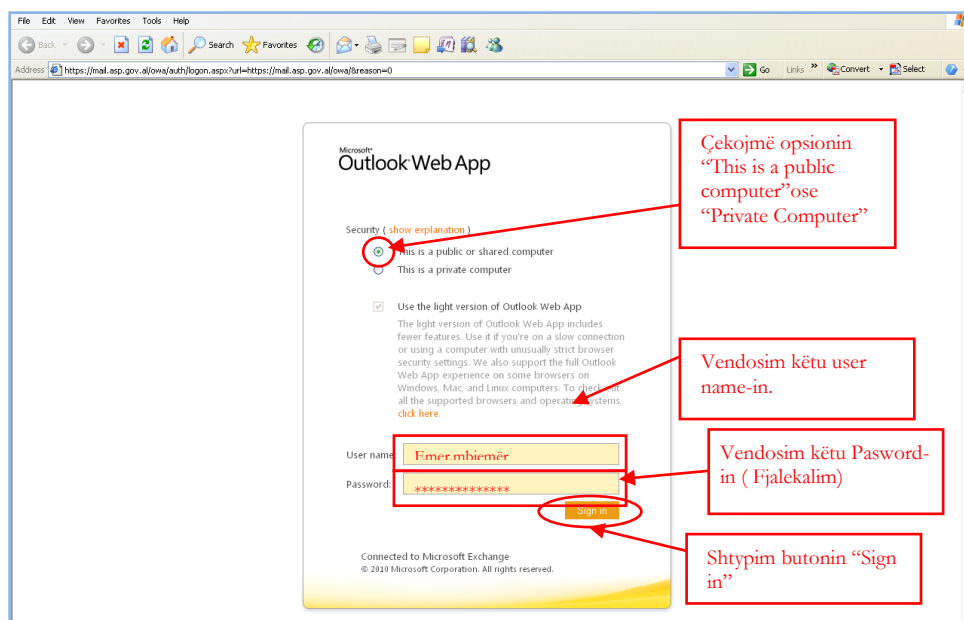 File Edit View Favorites Tools Help
Back Search Favorites
Address https://mail.asp.gov.al/owa/auth/logon.aspx?url=https://mail.asp.gov.al/owa/&reason=0 Go Links » Convert Select
Microsoft®
Outlook Web App
Çekojmë opsionin
“This is a public
computer”ose
“Private Computer”
Security ( show explanation )
This is a public or shared computer
This is a private computer
Use the light version of Outlook Web App
The light version of Outlook Web App includes
fewer features. Use it if you're on a slow connection
or using a computer with unusually strict browser
security settings. We also support the full Outlook
Web App experience on some browsers on
Windows, Mac, and Linux computers. To check out
all the supported browsers and operating systems,
click here.
Vendosim këtu user
name-in.
User name: Emer.mbiemër
Password: **************
Vendosim këtu Pasword-
in ( Fjalekalim)
Sign in
Shtypim butonin “Sign
in”
Connected to Microsoft Exchange
© 2010 Microsoft Corporation. All rights reserved.